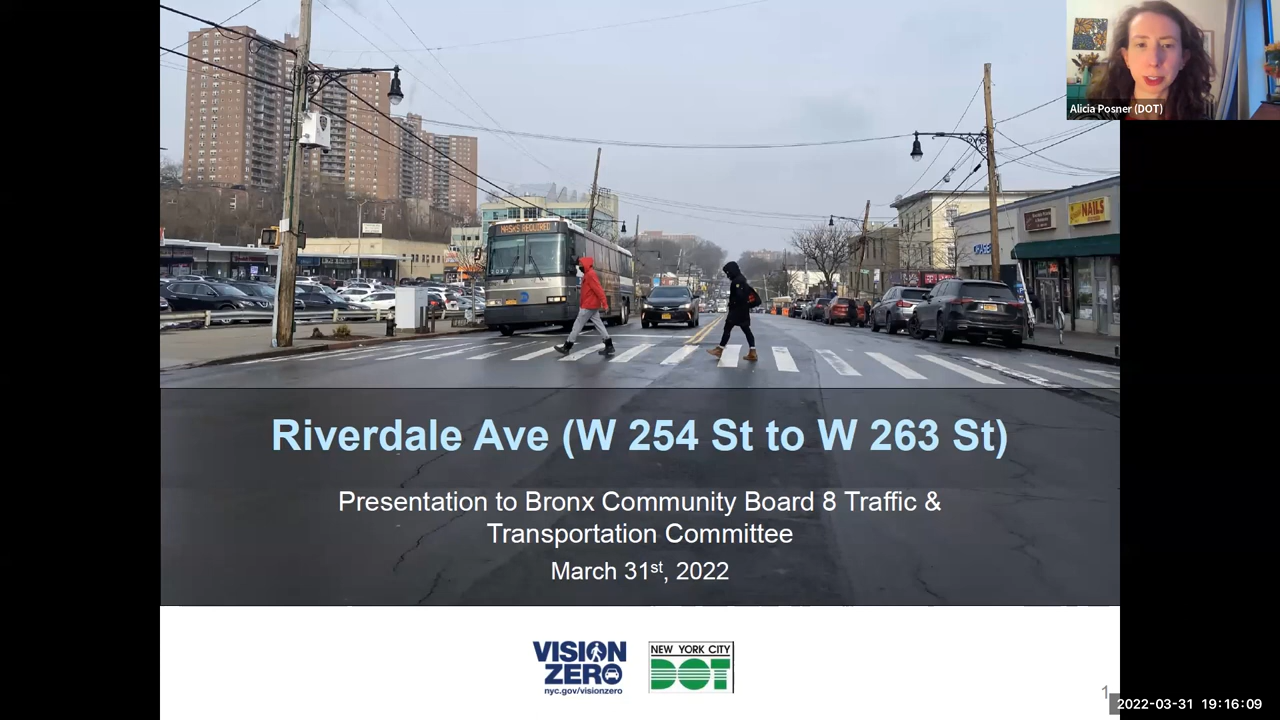 Alicia Posner (DOT)
MASKS REQUIRED
NAILS
CHASE
Riverdale Ave (W 254 St to W 263 St)
Presentation to Bronx Community Board 8 Traffic &
Transportation Committee
March 31st, 2022
VISION
ZERO
nyc.gov/visionzero
NEW YORK CITY
DOT
1
2022-03-31 19:16:09